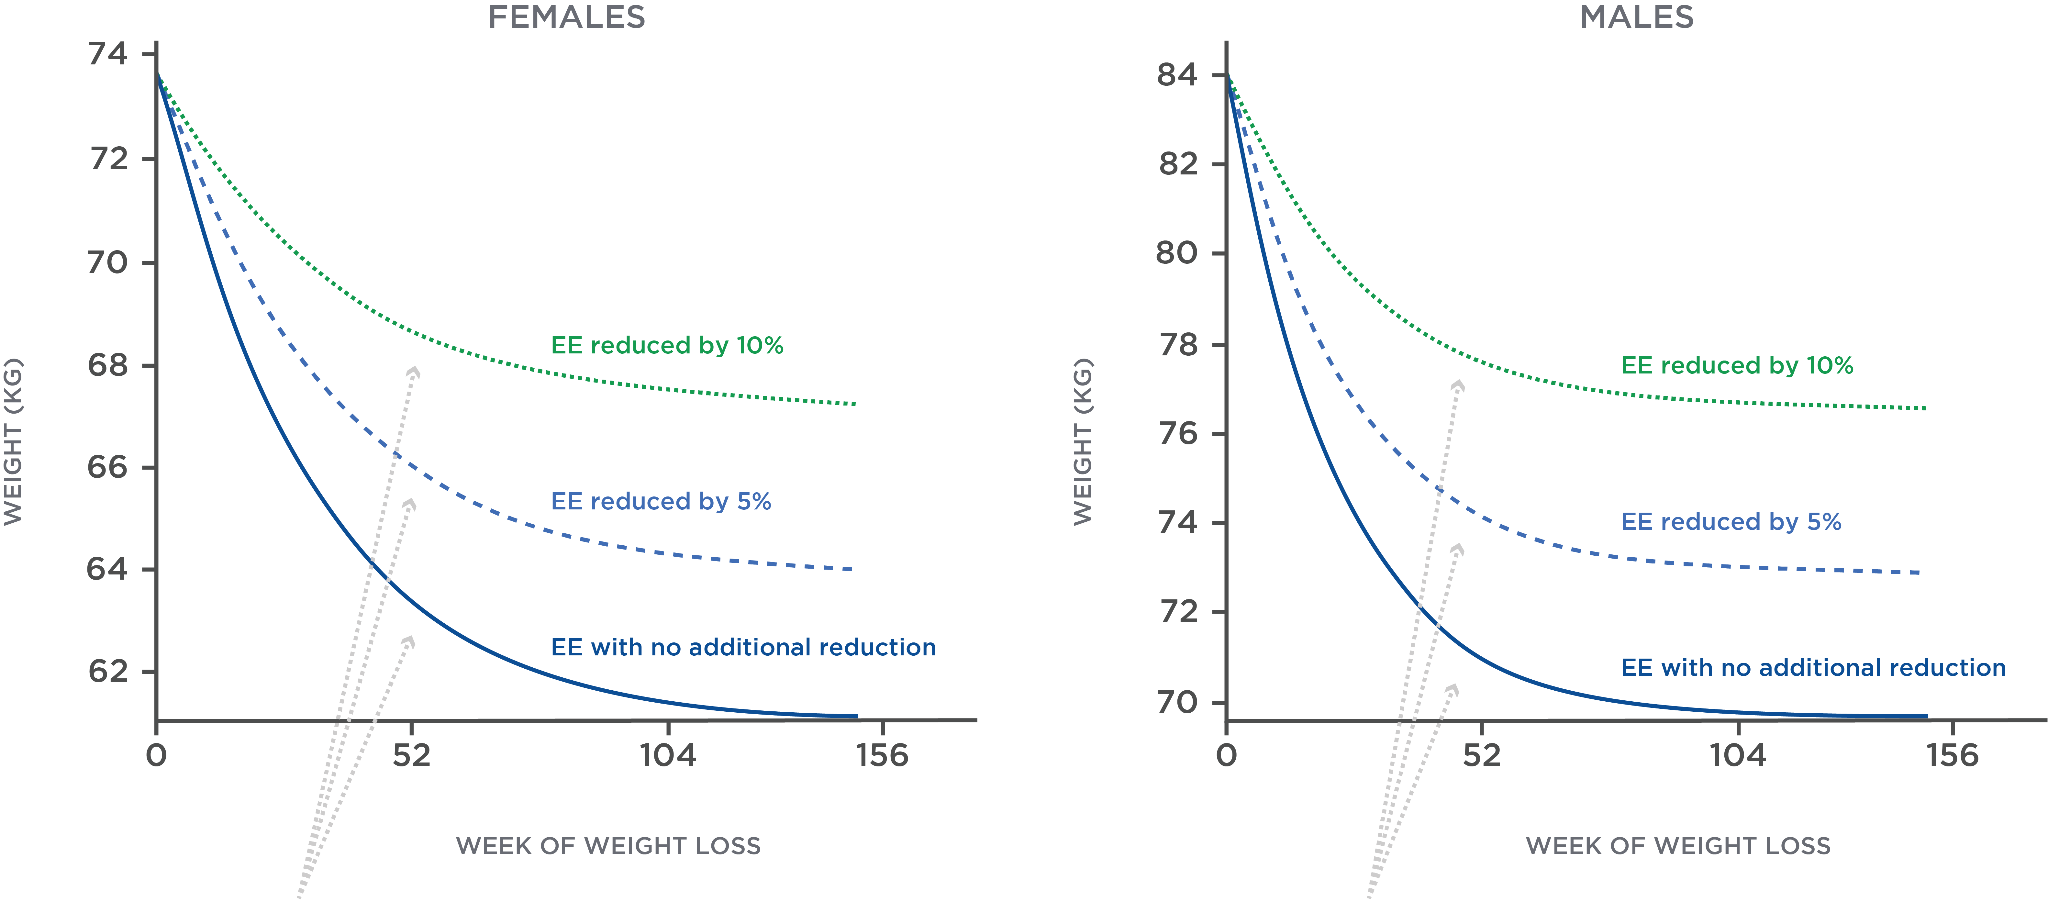 FEMALES
74
72
70
68
66
64
62
WEIGHT (KG)
EE reduced by 10%
EE reduced by 5%
EE with no additional reduction
0 52 104 156
WEEK OF WEIGHT LOSS
MALES
84
82
80
78
76
74
72
70
WEIGHT (KG)
EE reduced by 10%
EE reduced by 5%
EE with no additional reduction
0 52 104 156
WEEK OF WEIGHT LOSS